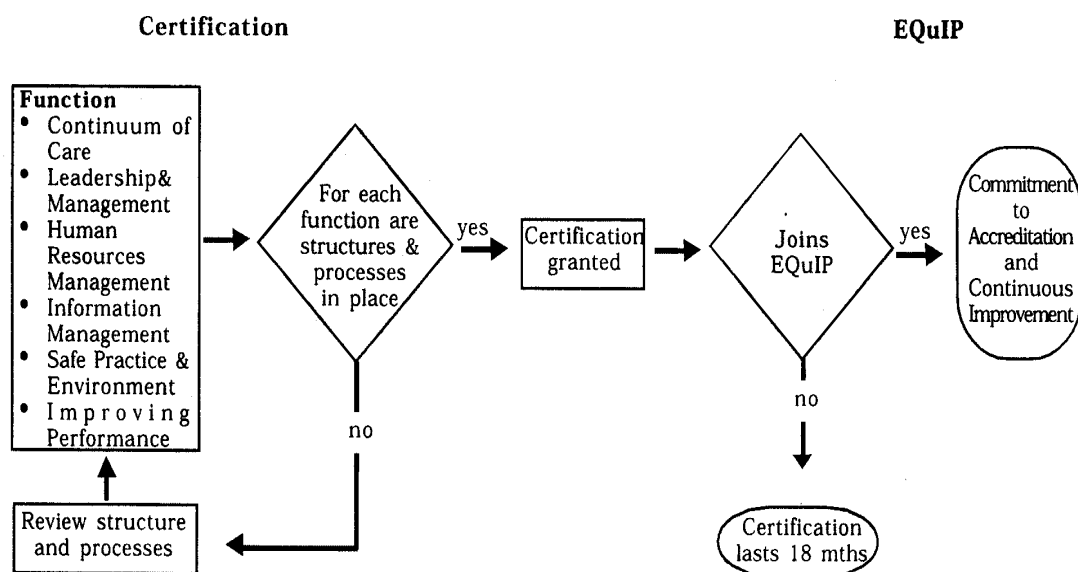 Certification
EQuIP
Function
• Continuum of
Care
• Leadership&
Management
• Human
Resources
Management
• Information
Management
• Safe Practice &
Environment
• Improving
Performance
For each
function are
structures &
processes
in place
yes
Certification
granted
Joins
EQuIP
yes
Commitment
to
Accreditation
and
Continuous
Improvement
no
no
Review structure
and processes
Certification
lasts 18 mths